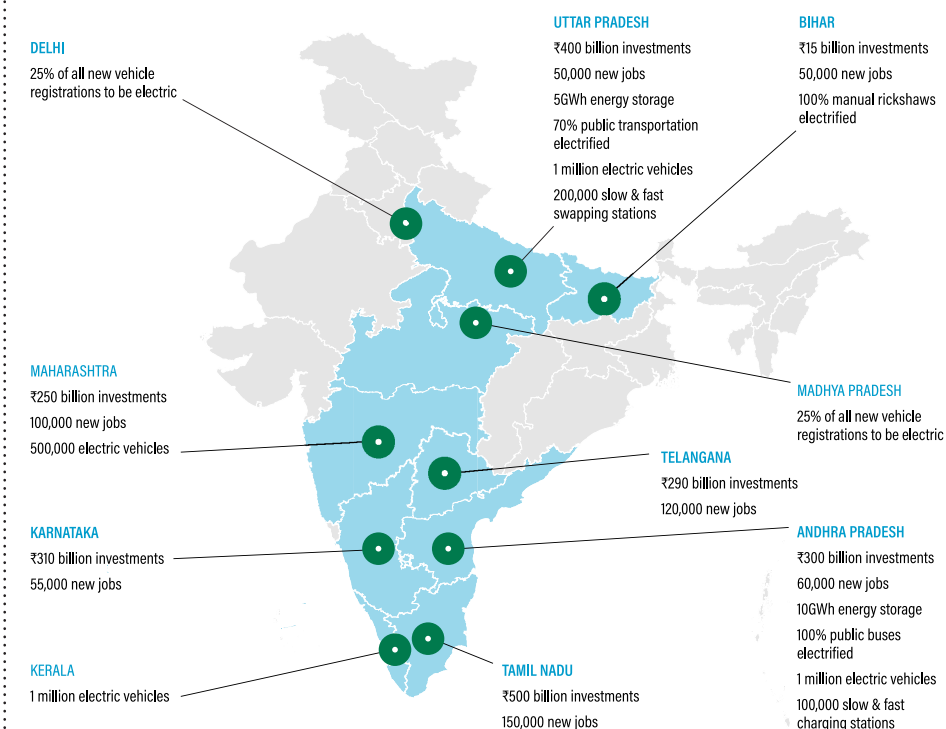 DELHI
25% of all new vehicle
registrations to be electric
UTTAR PRADESH
₹400 billion investments
50,000 new jobs
5GWh energy storage
70% public transportation
electrified
1 million electric vehicles
200,000 slow & fast
swapping stations
BIHAR
₹15 billion investments
50,000 new jobs
100% manual rickshaws
electrified
MAHARASHTRA
₹250 billion investments
100,000 new jobs
500,000 electric vehicles
MADHYA PRADESH
25% of all new vehicle
registrations to be electric
TELANGANA
₹290 billion investments
120,000 new jobs
KARNATAKA
₹310 billion investments
55,000 new jobs
ANDHRA PRADESH
₹300 billion investments
60,000 new jobs
10GWh energy storage
100% public buses
electrified
1 million electric vehicles
100,000 slow & fast
charging stations
KERALA
1 million electric vehicles
TAMIL NADU
₹500 billion investments
150,000 new jobs